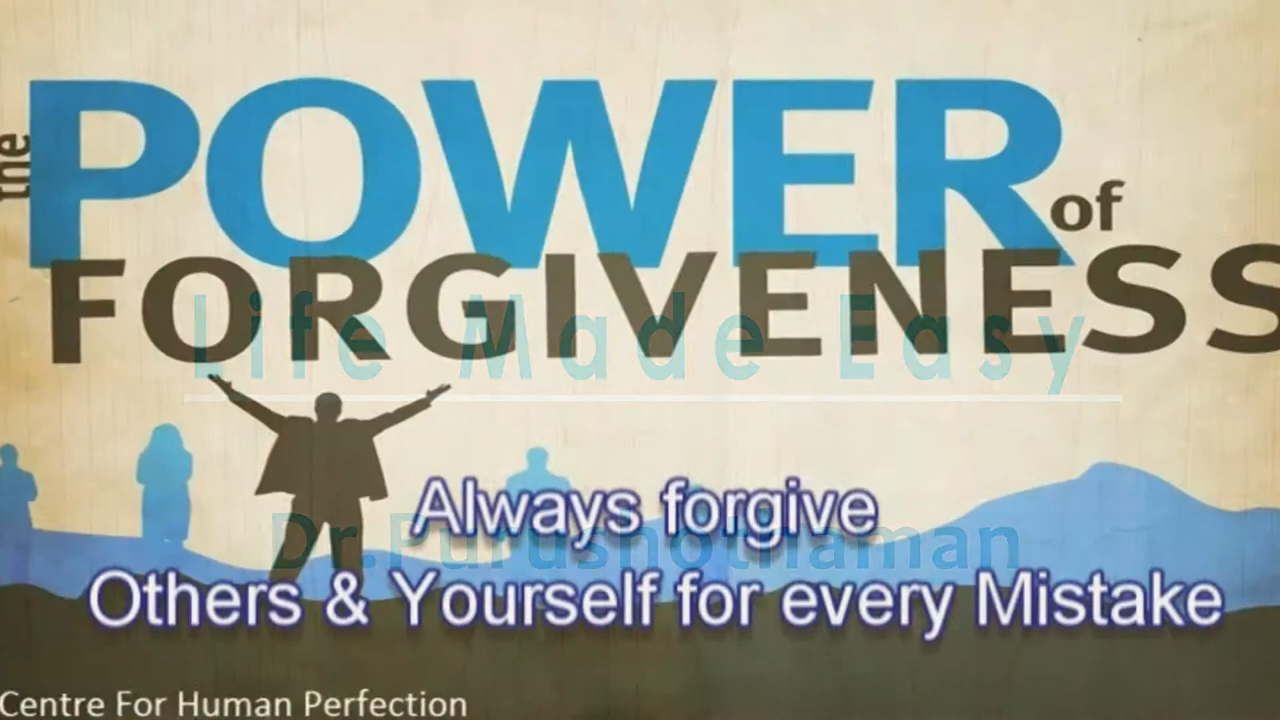 the
POWER
of
FORGIVENESS
Life Made Easy
Always forgive
Dr.Purushothaman
Others & Yourself for every Mistake
Centre For Human Perfection